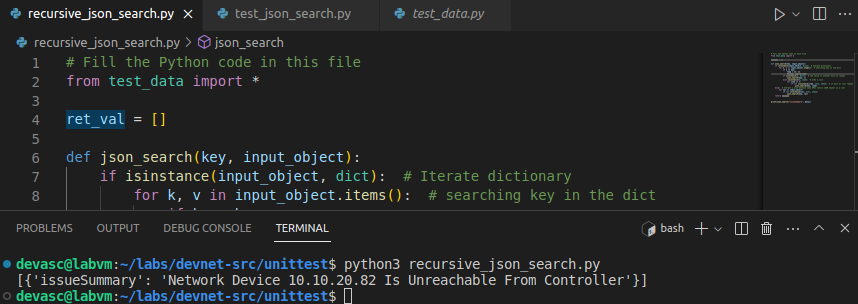 recursive_json_search.py
test_json_search.py
test_data.py
recursive_json_search.py > json_search
1 # Fill the Python code in this file
2 from test_data import *
3
4 ret_val = []
5
6 def json_search(key, input_object):
7 if isinstance(input_object, dict): # Iterate dictionary
8 for k, v in input_object.items(): # searching key in the dict
PROBLEMS OUTPUT DEBUG CONSOLE TERMINAL
bash
devasc@labvm:~/labs/devnet-src/unittest$ python3 recursive_json_search.py
[{'issueSummary': 'Network Device 10.10.20.82 Is Unreachable From Controller'}]
devasc@labvm:~/labs/devnet-src/unittest$